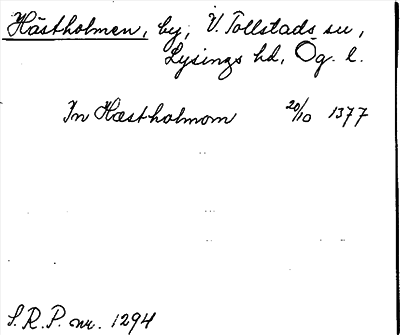 Hästholmen, by, V. Tollstads sn,
Lysings hd, Ög. l.
In Hæstholmom 20/10 1377
S.R.P. nr. 1294